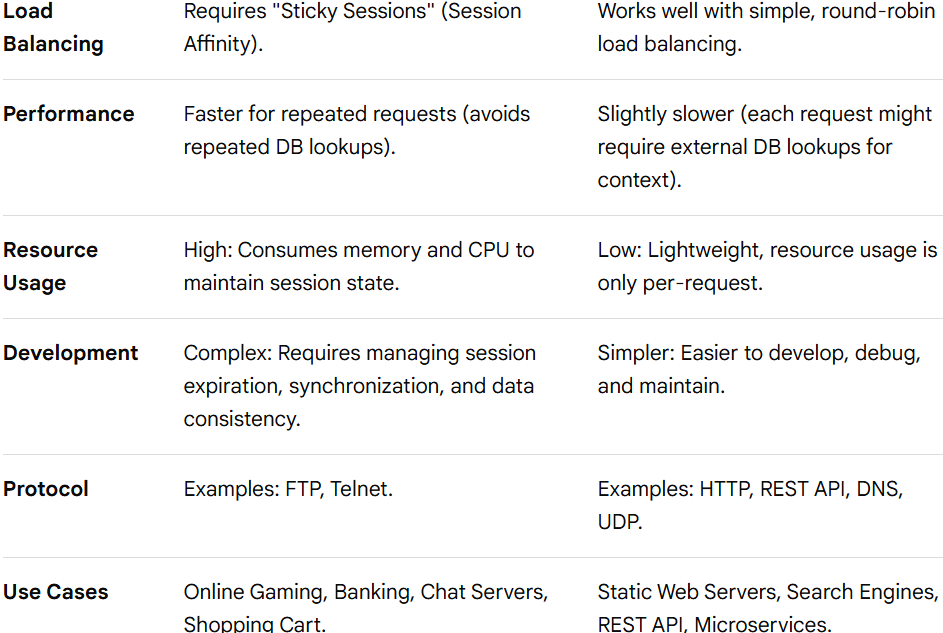 Load Requires "Sticky Sessions" (Session Works well with simple, round-robin
Balancing Affinity). load balancing.
Performance Faster for repeated requests (avoids Slightly slower (each request might
repeated DB lookups). require external DB lookups for
context).
Resource High: Consumes memory and CPU to Low: Lightweight, resource usage is
Usage maintain session state. only per-request.
Development Complex: Requires managing session Simpler: Easier to develop, debug,
expiration, synchronization, and data and maintain.
consistency.
Protocol Examples: FTP, Telnet. Examples: HTTP, REST API, DNS,
UDP.
Use Cases Online Gaming, Banking, Chat Servers, Static Web Servers, Search Engines,
Shopping Cart. REST API, Microservices.